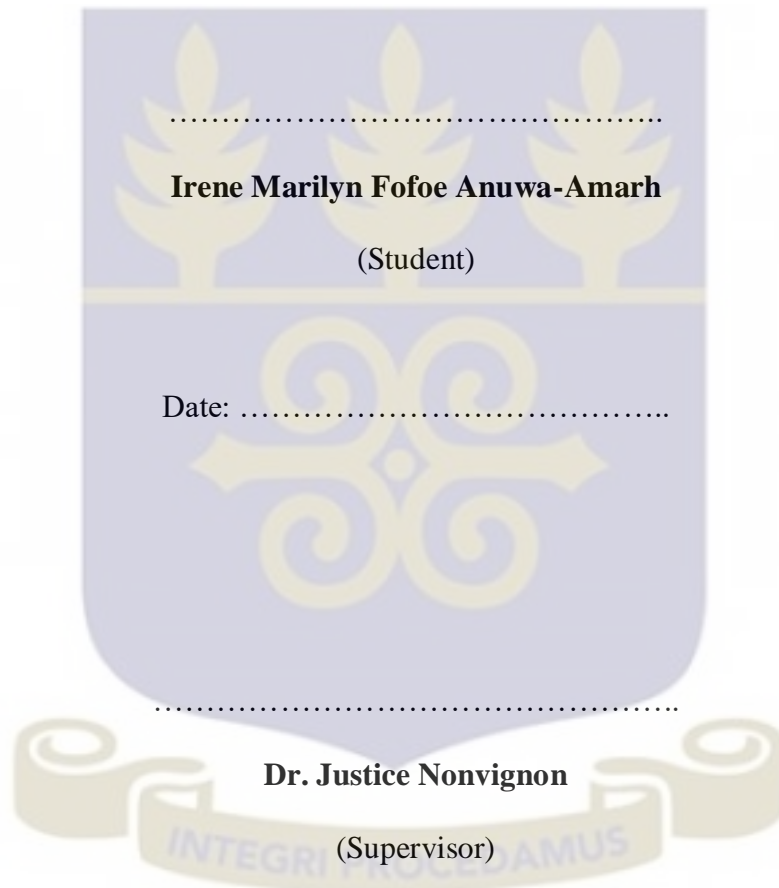 …………………………………………..
Irene Marilyn Fofoe Anuwa-Amarh
(Student)
Date: …………………………………..
…………………………………………..
Dr. Justice Nonvignon
INTEGRI PROCEDAMUS
(Supervisor)